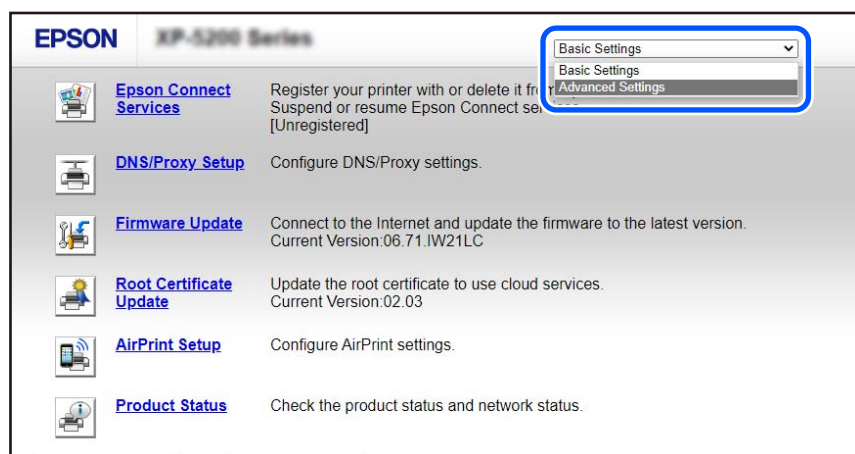 EPSON XP-5200 Series
Basic Settings
Basic Settings
Advanced Settings
Epson Connect Services
Register your printer with or delete it from
Suspend or resume Epson Connect
[Unregistered]
DNS/Proxy Setup
Configure DNS/Proxy settings.
Firmware Update
Connect to the Internet and update the firmware to the latest version.
Current Version:06.71.IW21LC
Root Certificate Update
Update the root certificate to use cloud services.
Current Version:02.03
AirPrint Setup
Configure AirPrint settings.
Product Status
Check the product status and network status.